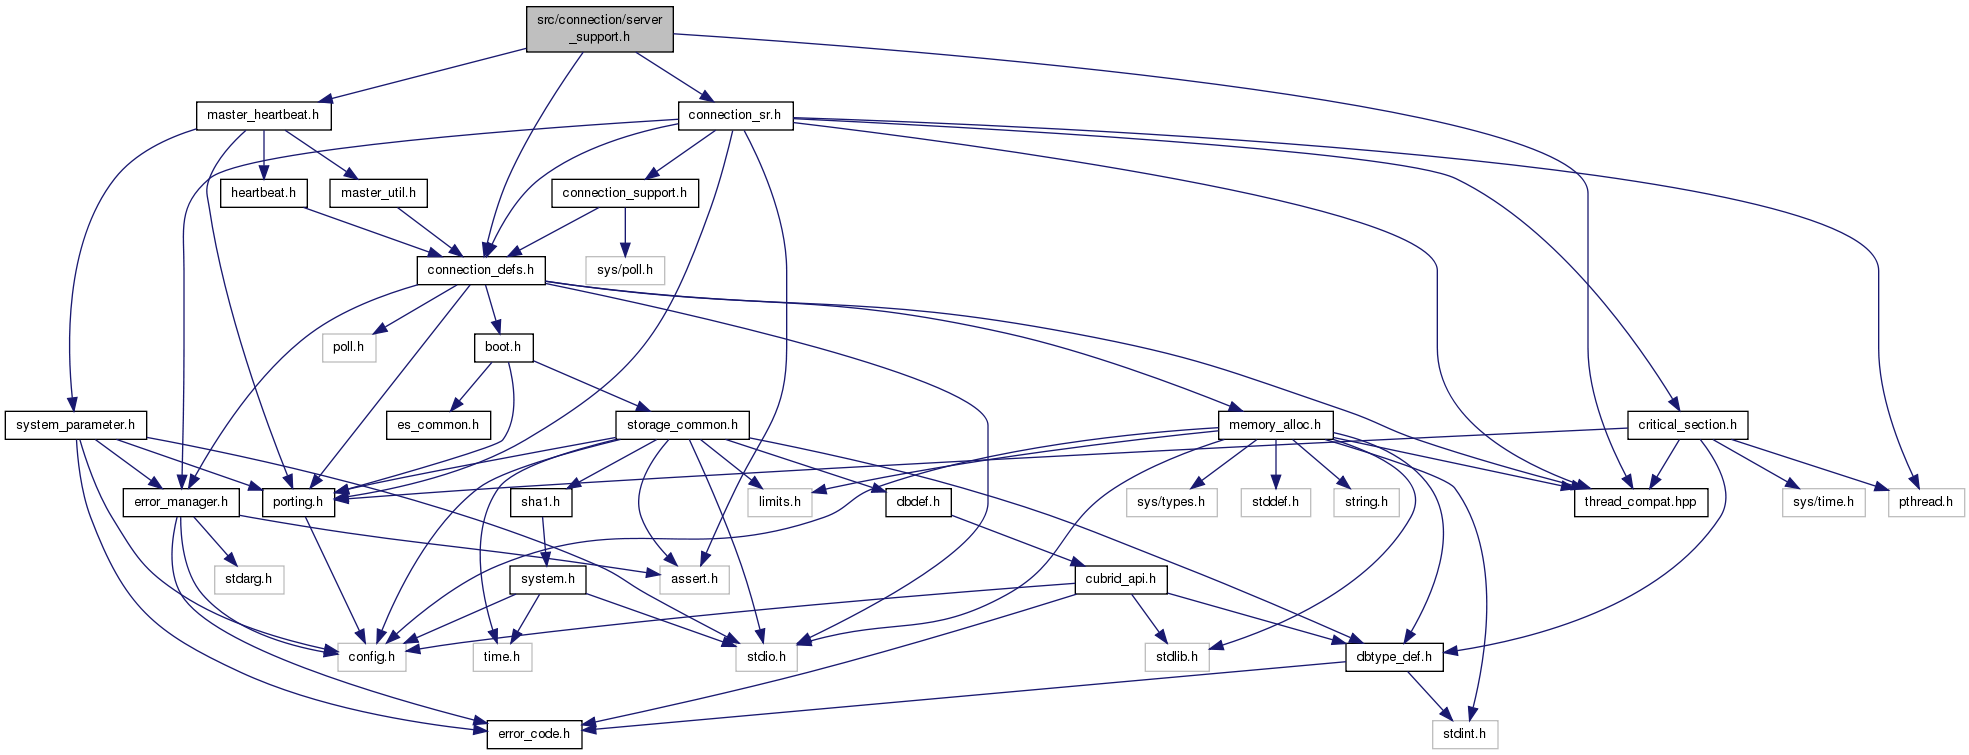 src/connection/server
_support.h
master_heartbeat.h
connection_sr.h
heartbeat.h
master_util.h
connection_support.h
connection_defs.h
sys/poll.h
poll.h
boot.h
system_parameter.h
es_common.h
storage_common.h
memory_alloc.h
critical_section.h
error_manager.h
porting.h
sha1.h
limits.h
dbdef.h
sys/types.h
stddef.h
string.h
thread_compat.hpp
sys/time.h
pthread.h
stdarg.h
system.h
assert.h
cubrid_api.h
config.h
time.h
stdio.h
stdlib.h
dbtype_def.h
error_code.h
stdint.h